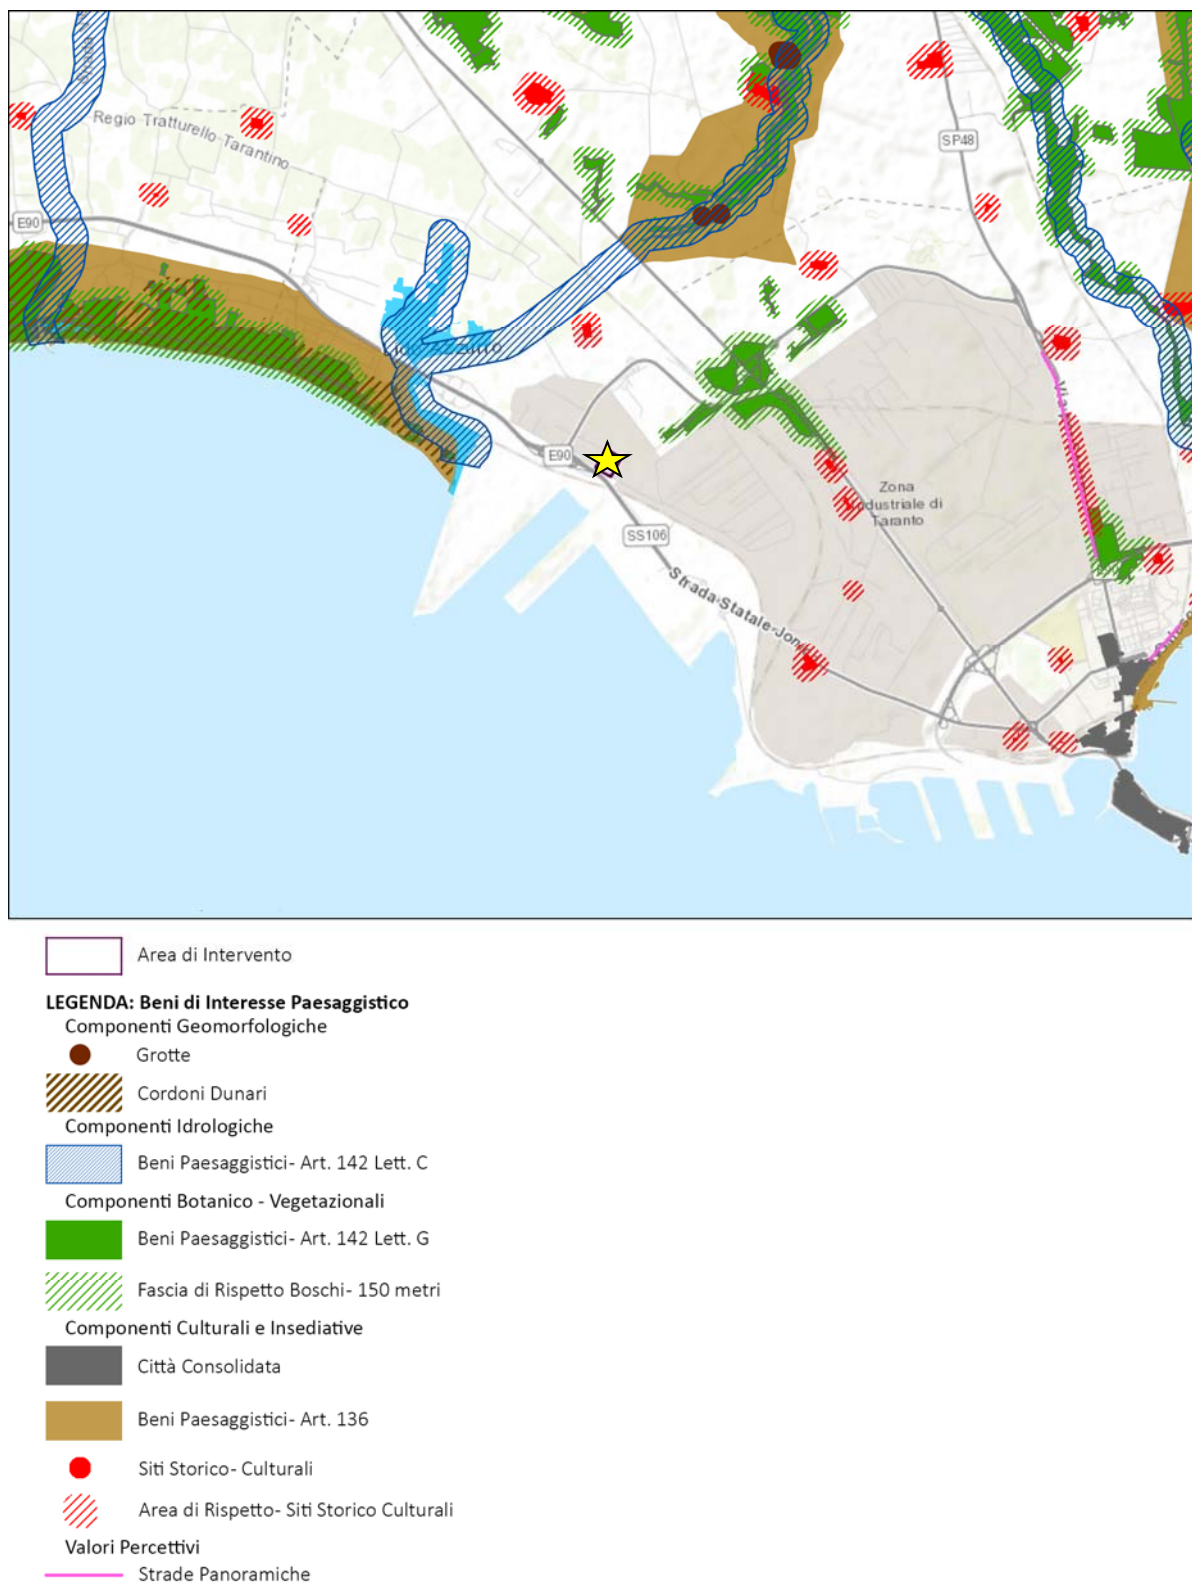 Regio Tratturello Tarantino
SP48
E90
E90
Zona
Industriale di
Taranto
SS106
Strada Statale Jon
Via
Area di Intervento
LEGENDA: Beni di Interesse Paesaggistico
Componenti Geomorfologiche
Grotte
Cordoni Dunari
Componenti Idrologiche
Beni Paesaggistici- Art. 142 Lett. C
Componenti Botanico - Vegetazionali
Beni Paesaggistici- Art. 142 Lett. G
Fascia di Rispetto Boschi- 150 metri
Componenti Culturali e Insediative
Città Consolidata
Beni Paesaggistici- Art. 136
Siti Storico- Culturali
Area di Rispetto- Siti Storico Culturali
Valori Percettivi
Strade Panoramiche